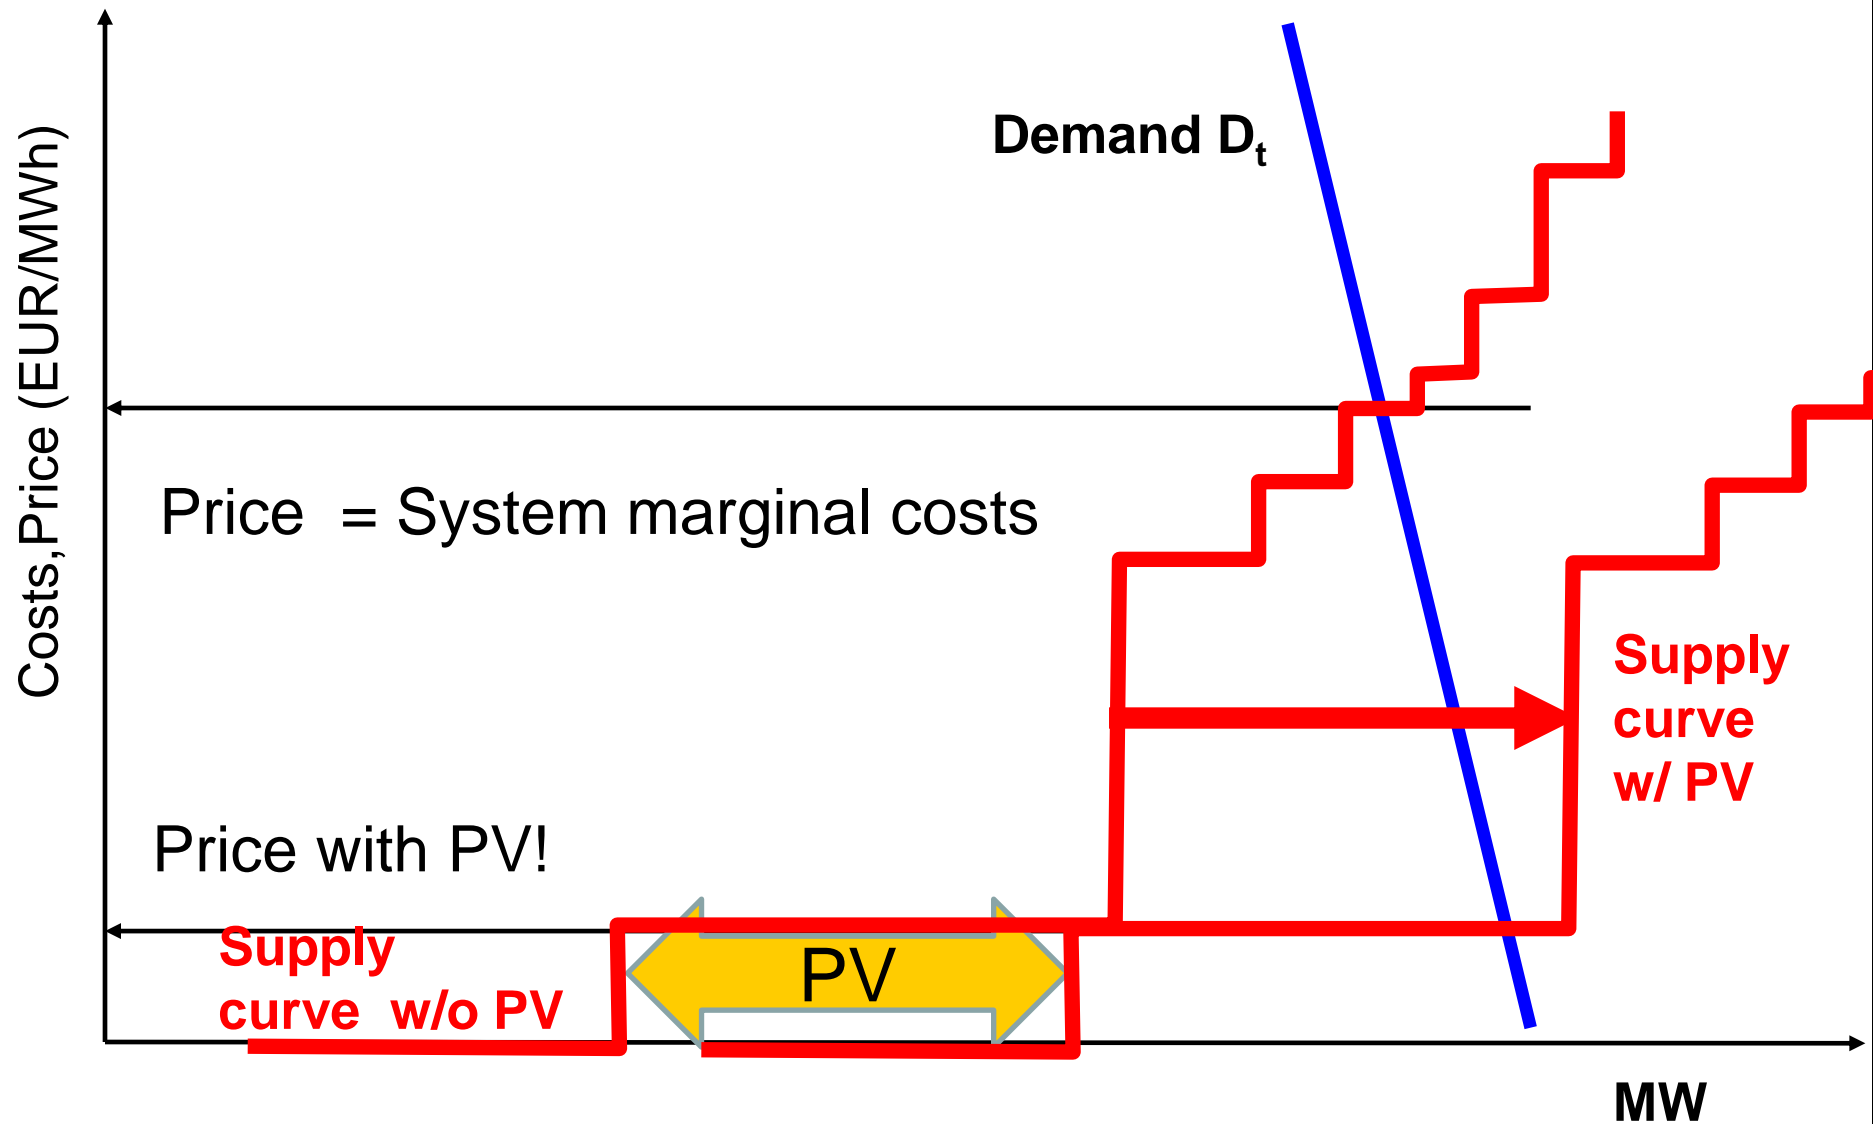 Demand Dt
Costs,Price (EUR/MWh)
Price = System marginal costs
Supply
curve
w/ PV
Price with PV!
Supply
curve w/o PV
PV
MW